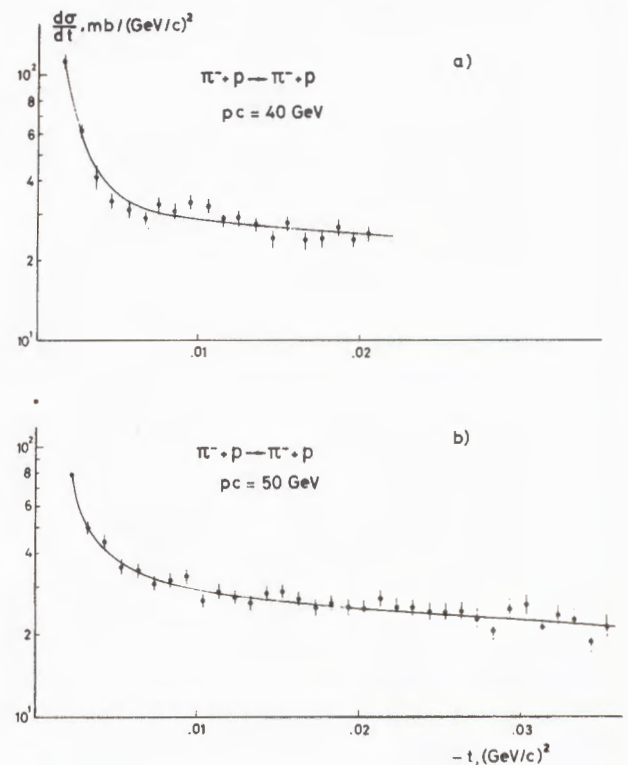 dσ/dt, mb/(GeV/c)²
a)
π⁻+p → π⁻+p
pc = 40 GeV
10²
8
6
4
2
10¹
.01
.02
b)
π⁻+p → π⁻+p
pc = 50 GeV
10²
8
6
4
2
10¹
.01
.02
.03
-t,(GeV/c)²